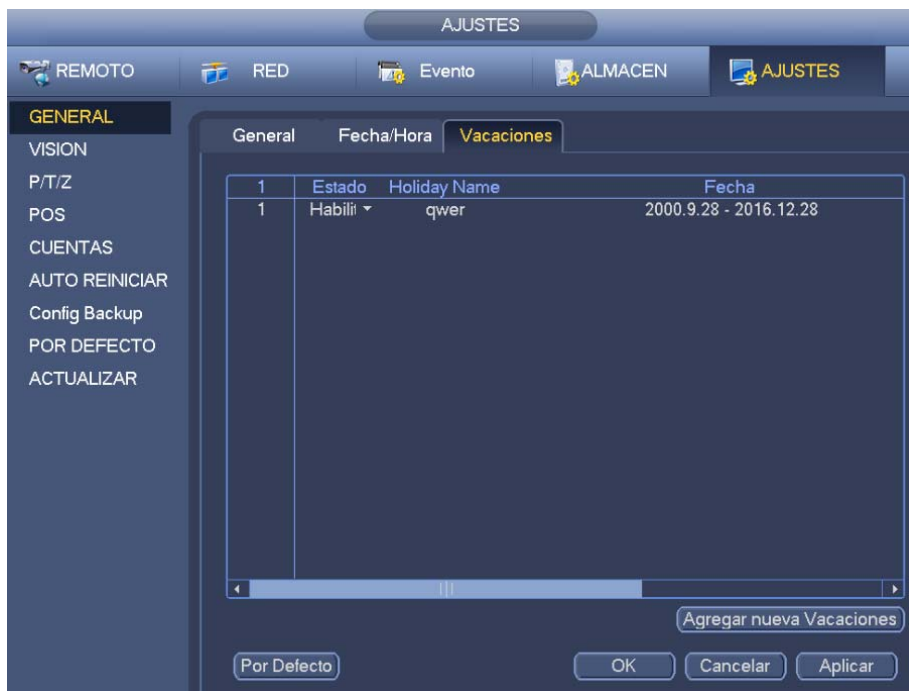 AJUSTES
REMOTO RED Evento ALMACEN AJUSTES
GENERAL
VISION
P/T/Z
POS
CUENTAS
AUTO REINICIAR
Config Backup
POR DEFECTO
ACTUALIZAR
General Fecha/Hora Vacaciones
1 Estado Holiday Name Fecha
1 Habilit qwer 2000.9.28 - 2016.12.28
Agregar nueva Vacaciones
Por Defecto OK Cancelar Aplicar